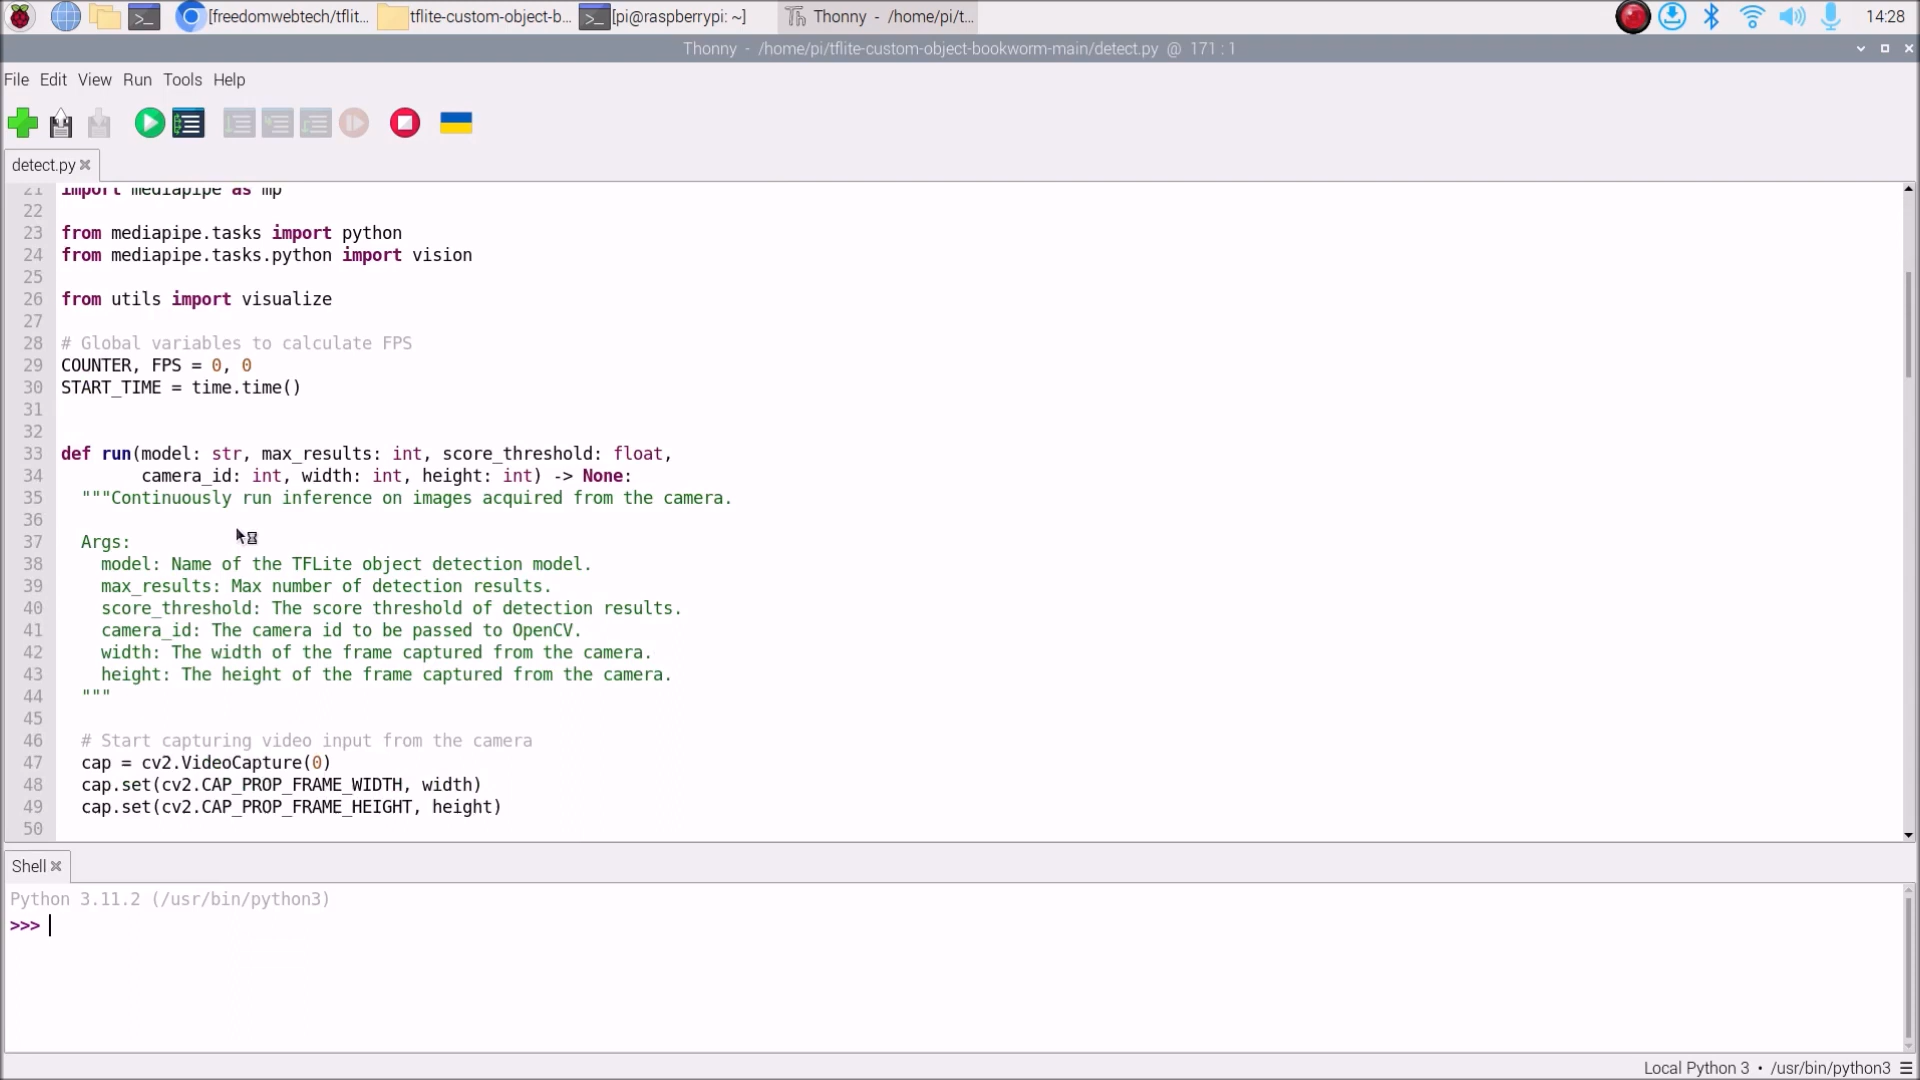 [freedomwebtech/tflit...
tflite-custom-object-b...
[pi@raspberrypi: ~]
Thonny - /home/pi/t...
14:28
Thonny - /home/pi/tflite-custom-object-bookworm-main/detect.py @ 171 : 1
File Edit View Run Tools Help
detect.py
21 import mediapipe as mp
22
23 from mediapipe.tasks import python
24 from mediapipe.tasks.python import vision
25
26 from utils import visualize
27
28 # Global variables to calculate FPS
29 COUNTER, FPS = 0, 0
30 START_TIME = time.time()
31
32
33 def run(model: str, max_results: int, score_threshold: float,
34         camera_id: int, width: int, height: int) -> None:
35   """Continuously run inference on images acquired from the camera.
36
37   Args:
38     model: Name of the TFLite object detection model.
39     max_results: Max number of detection results.
40     score_threshold: The score threshold of detection results.
41     camera_id: The camera id to be passed to OpenCV.
42     width: The width of the frame captured from the camera.
43     height: The height of the frame captured from the camera.
44   """
45
46   # Start capturing video input from the camera
47   cap = cv2.VideoCapture(0)
48   cap.set(cv2.CAP_PROP_FRAME_WIDTH, width)
49   cap.set(cv2.CAP_PROP_FRAME_HEIGHT, height)
50
Shell
Python 3.11.2 (/usr/bin/python3)
>>>
Local Python 3 • /usr/bin/python3